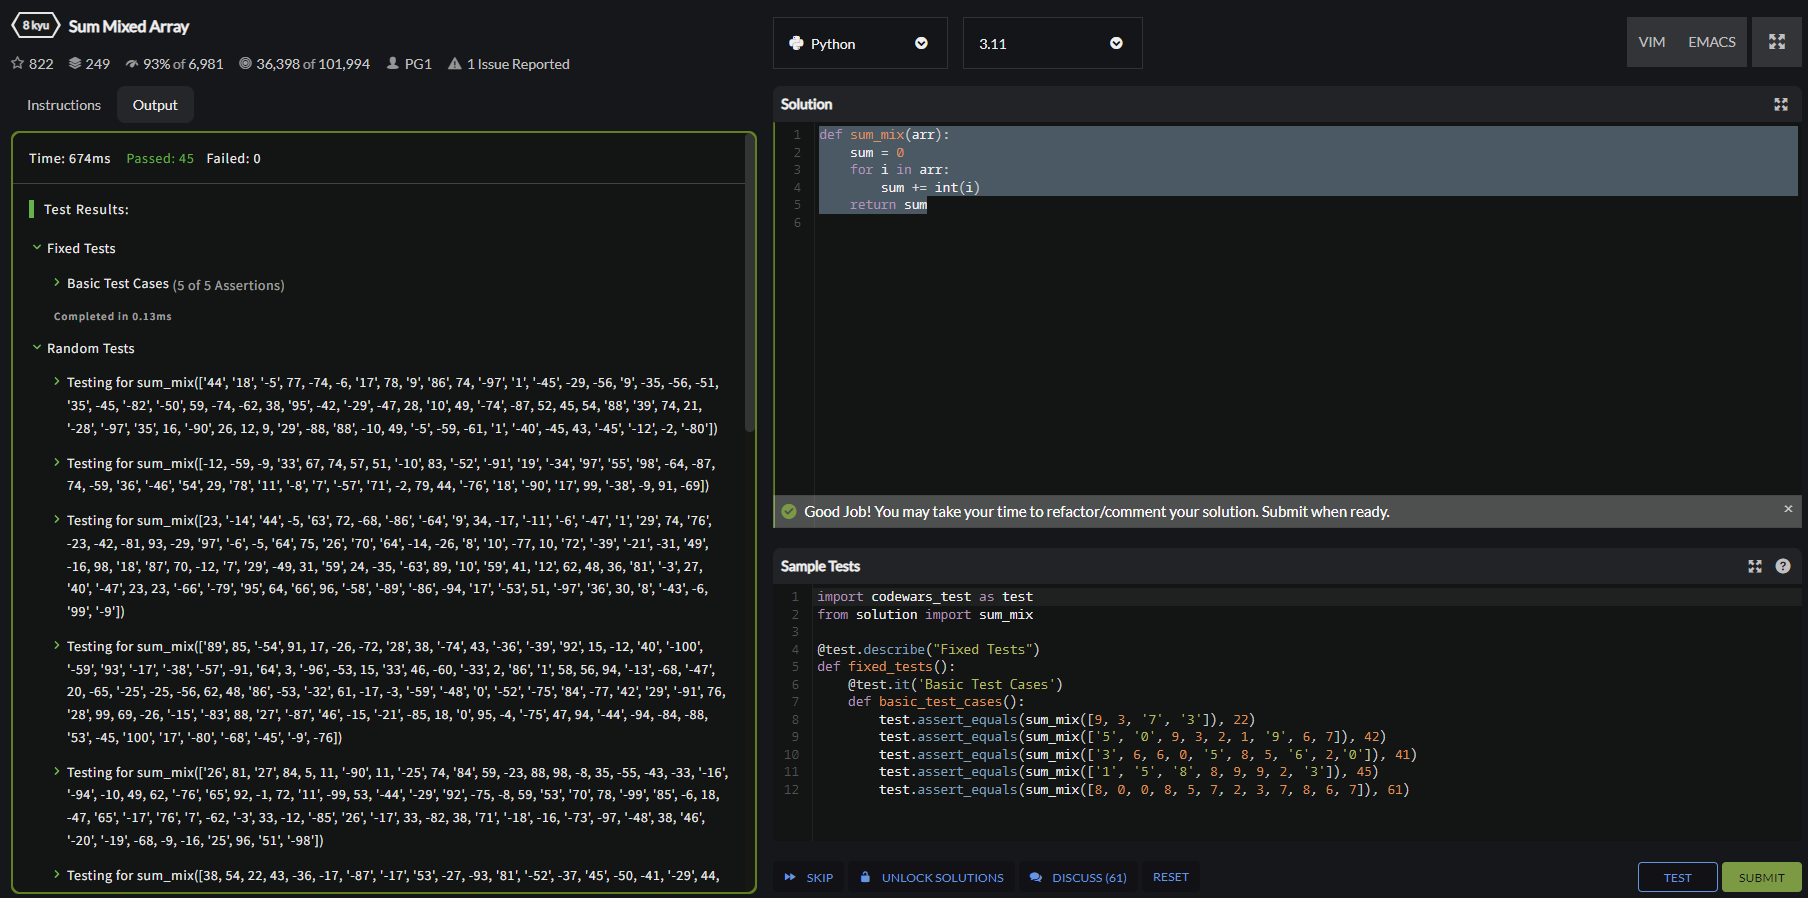 8 kyu Sum Mixed Array
822 249 93% of 6,981 36,398 of 101,994 PG1 1 Issue Reported
Instructions Output
Time: 674ms Passed: 45 Failed: 0
Test Results:
Fixed Tests
Basic Test Cases (5 of 5 Assertions)
Completed in 0.13ms
Random Tests
Testing for sum_mix(['44', '18', '-5', 77, -74, -6, '17', 78, '9', '86', 74, '-97', '1', '-45', -29, -56, '9', -35, -56, -51,
'35', -45, '-82', '-50', 59, -74, -62, 38, '95', -42, '-29', -47, 28, '10', 49, '-74', -87, 52, 45, 54, '88', '39', 74, 21,
'-28', '-97', '35', 16, '-90', 26, 12, 9, '29', -88, '88', -10, 49, '-5', -59, -61, '1', '-40', -45, 43, '-45', '-12', -2, '-80'])
Testing for sum_mix([-12, -59, -9, '33', 67, 74, 57, 51, '-10', 83, '-52', '-91', '19', '-34', '97', '55', '98', -64, -87,
74, -59, '36', '-46', '54', 29, '78', '11', '-8', '7', '-57', '71', -2, 79, 44, '-76', '18', '-90', '17', 99, '-38', -9, 91, -69])
Testing for sum_mix([23, '-14', '44', -5, '63', 72, -68, '-86', '-64', '9', 34, -17, '-11', '-6', '-47', '1', '29', 74, '76',
-23, -42, -81, 93, -29, '97', '-6', -5, '64', 75, '26', '70', '64', -14, -26, '8', '10', -77, 10, '72', '-39', '-21', -31, '49',
-16, 98, '18', '87', 70, -12, '7', '29', -49, 31, '59', 24, -35, '-63', 89, '10', '59', 41, '12', 62, 48, 36, '81', '-3', 27,
'40', '-47', 23, 23, '-66', '-79', '95', 64, '66', 96, '-58', '-89', '-86', -94, '17', '-53', 51, '-97', '36', 30, '8', '-43', -6,
'99', '-9'])
Testing for sum_mix(['89', 85, '-54', 91, 17, -26, -72, '28', 38, '-74', 43, '-36', '-39', '92', 15, -12, '40', '-100',
'-59', '93', '-17', '-38', '-57', -91, '64', 3, '-96', -53, 15, '33', 46, -60, '-33', 2, '86', '1', 58, 56, 94, '-13', -68, '-47',
20, -65, '-25', -25, -56, 62, 48, '86', -53, '-32', 61, -17, -3, '-59', '-48', '0', '-52', '-75', '84', -77, '42', '29', '-91', 76,
'28', 99, 69, -26, '-15', '-83', 88, '27', '-87', '46', -15, '-21', -85, 18, '0', 95, -4, '-75', 47, 94, '-44', -94, -84, -88,
'53', -45, '100', '17', '-80', '-68', '-45', '-9', -76])
Testing for sum_mix(['26', 81, '27', 84, 5, 11, '-90', 11, '-25', 74, '84', 59, -23, 88, 98, -8, 35, -55, -43, -33, '-16',
'-94', -10, 49, 62, '-76', '65', 92, -1, 72, '11', -99, 53, '-44', '-29', '92', -75, -8, 59, '53', '70', 78, '-99', '85', -6, 18,
-47, '65', '-17', '76', '7', -62, '-3', 33, -12, '-85', '26', '-17', 33, -82, 38, '71', '-18', -16, '-73', -97, '-48', 38, '46',
'-20', '-19', -68, -9, -16, '25', 96, '51', '-98'])
Testing for sum_mix([38, 54, 22, 43, -36, -17, '-87', '-17', '53', -27, -93, '81', '-52', -37, '45', -50, -41, '-29', 44,
Python 3.11 VIM EMACS
Solution
1 def sum_mix(arr):
2 sum = 0
3 for i in arr:
4 sum += int(i)
5 return sum
6
Good Job! You may take your time to refactor/comment your solution. Submit when ready. ×
Sample Tests ?
1 import codewars_test as test
2 from solution import sum_mix
3
4 @test.describe("Fixed Tests")
5 def fixed_tests():
6 @test.it('Basic Test Cases')
7 def basic_test_cases():
8 test.assert_equals(sum_mix([9, 3, '7', '3']), 22)
9 test.assert_equals(sum_mix(['5', '0', 9, 3, 2, 1, '9', 6, 7]), 42)
10 test.assert_equals(sum_mix(['3', 6, 6, 0, '5', 8, 5, '6', 2,'0']), 41)
11 test.assert_equals(sum_mix(['1', '5', '8', 8, 9, 9, 2, '3']), 45)
12 test.assert_equals(sum_mix([8, 0, 0, 8, 5, 7, 2, 3, 7, 8, 6, 7]), 61)
SKIP UNLOCK SOLUTIONS DISCUSS (61) RESET TEST SUBMIT